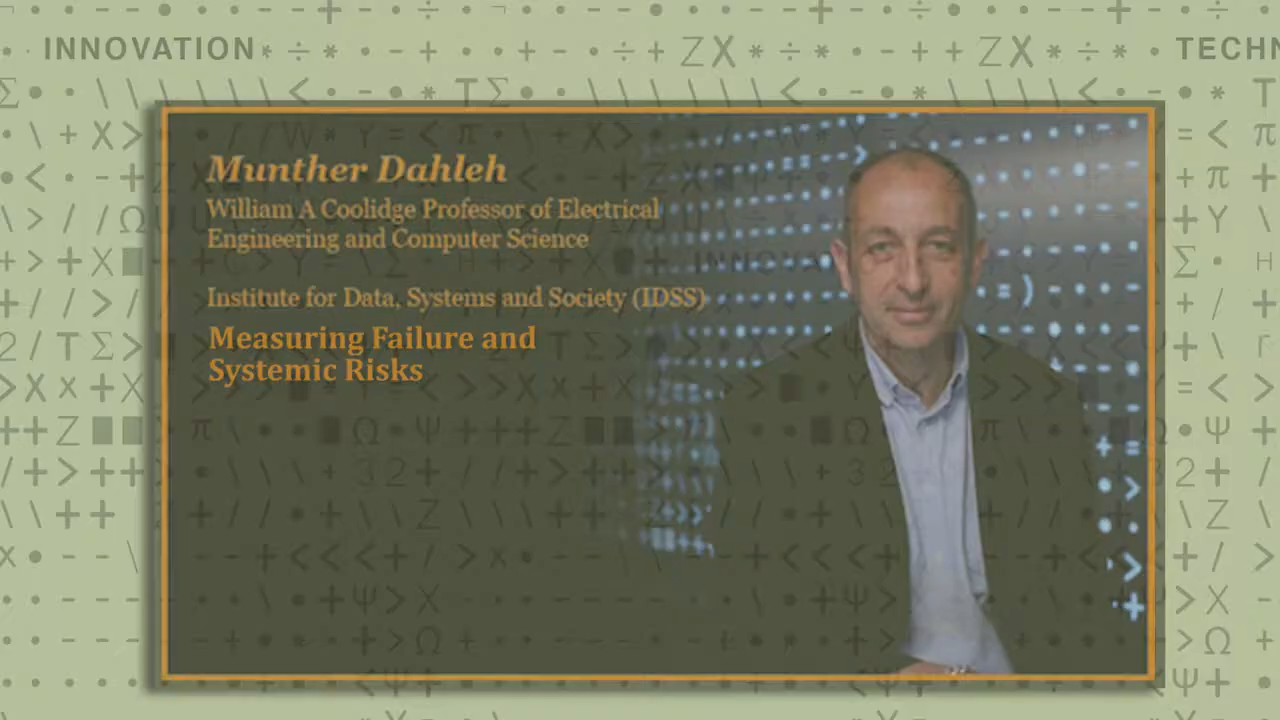 INNOVATION
TECHN
Munther Dahleh
William A Coolidge Professor of Electrical
Engineering and Computer Science
Institute for Data, Systems and Society (IDSS)
Measuring Failure and
Systemic Risks